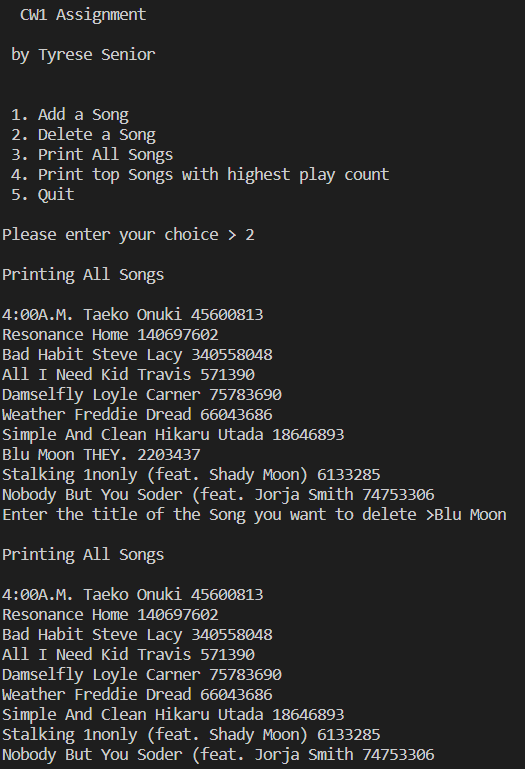 CW1 Assignment
by Tyrese Senior
1. Add a Song
2. Delete a Song
3. Print All Songs
4. Print top Songs with highest play count
5. Quit
Please enter your choice > 2
Printing All Songs
4:00A.M. Taeko Onuki 45600813
Resonance Home 140697602
Bad Habit Steve Lacy 340558048
All I Need Kid Travis 571390
Damselfly Loyle Carner 75783690
Weather Freddie Dread 66043686
Simple And Clean Hikaru Utada 18646893
Blu Moon THEY. 2203437
Stalking 1nonly (feat. Shady Moon) 6133285
Nobody But You Soder (feat. Jorja Smith 74753306
Enter the title of the Song you want to delete >Blu Moon
Printing All Songs
4:00A.M. Taeko Onuki 45600813
Resonance Home 140697602
Bad Habit Steve Lacy 340558048
All I Need Kid Travis 571390
Damselfly Loyle Carner 75783690
Weather Freddie Dread 66043686
Simple And Clean Hikaru Utada 18646893
Stalking 1nonly (feat. Shady Moon) 6133285
Nobody But You Soder (feat. Jorja Smith 74753306